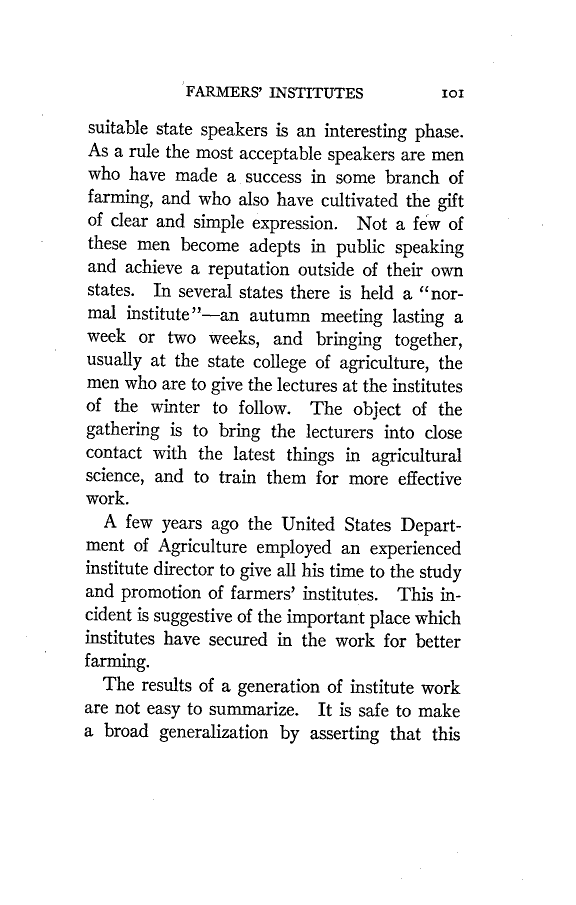 FARMERS’ INSTITUTES 101
suitable state speakers is an interesting phase.
As a rule the most acceptable speakers are men
who have made a success in some branch of
farming, and who also have cultivated the gift
of clear and simple expression. Not a few of
these men become adepts in public speaking
and achieve a reputation outside of their own
states. In several states there is held a “nor-
mal institute”—an autumn meeting lasting a
week or two weeks, and bringing together,
usually at the state college of agriculture, the
men who are to give the lectures at the institutes
of the winter to follow. The object of the
gathering is to bring the lecturers into close
contact with the latest things in agricultural
science, and to train them for more effective
work.
A few years ago the United States Depart-
ment of Agriculture employed an experienced
institute director to give all his time to the study
and promotion of farmers’ institutes. This in-
cident is suggestive of the important place which
institutes have secured in the work for better
farming.
The results of a generation of institute work
are not easy to summarize. It is safe to make
a broad generalization by asserting that this